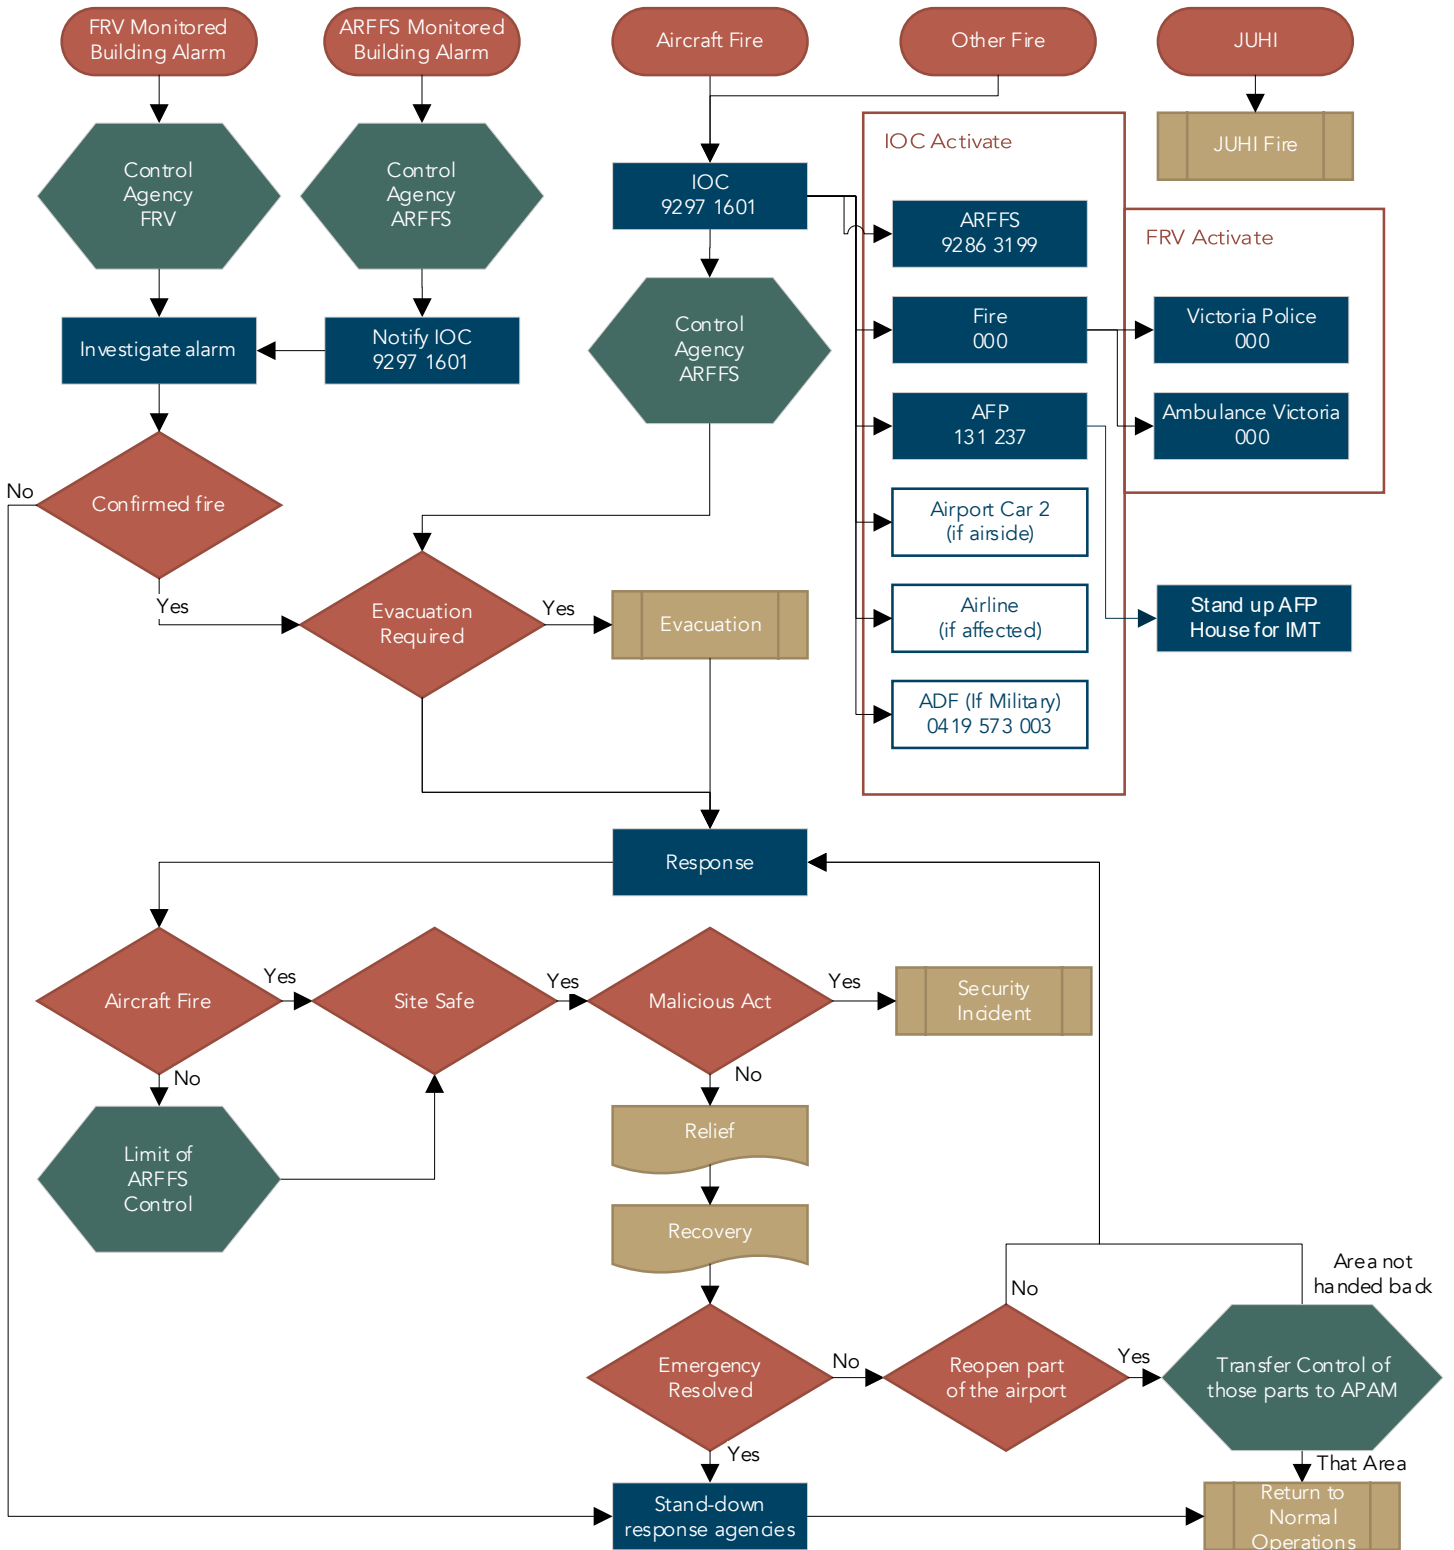 FRV Monitored
Building Alarm
ARFFS Monitored
Building Alarm
Aircraft Fire
Other Fire
JUHI
Control
Agency
FRV
Control
Agency
ARFFS
IOC
9297 1601
IOC Activate
JUHI Fire
ARFFS
9286 3199
FRV Activate
Investigate alarm
Notify IOC
9297 1601
Control
Agency
ARFFS
Fire
000
Victoria Police
000
AFP
131 237
Ambulance Victoria
000
No
Confirmed fire
Yes
Airport Car 2
(if airside)
Evacuation
Required
Yes
Evacuation
Airline
(if affected)
Stand up AFP
House for IMT
ADF (If Military)
0419 573 003
Response
Aircraft Fire
Yes
Site Safe
Yes
Malicious Act
Yes
Security
Incident
No
No
Limit of
ARFFS
Control
Relief
Recovery
Area not
handed back
No
Emergency
Resolved
No
Reopen part
of the airport
Yes
Transfer Control of
those parts to APAM
Yes
That Area
Stand-down
response agencies
Return to
Normal
Operations